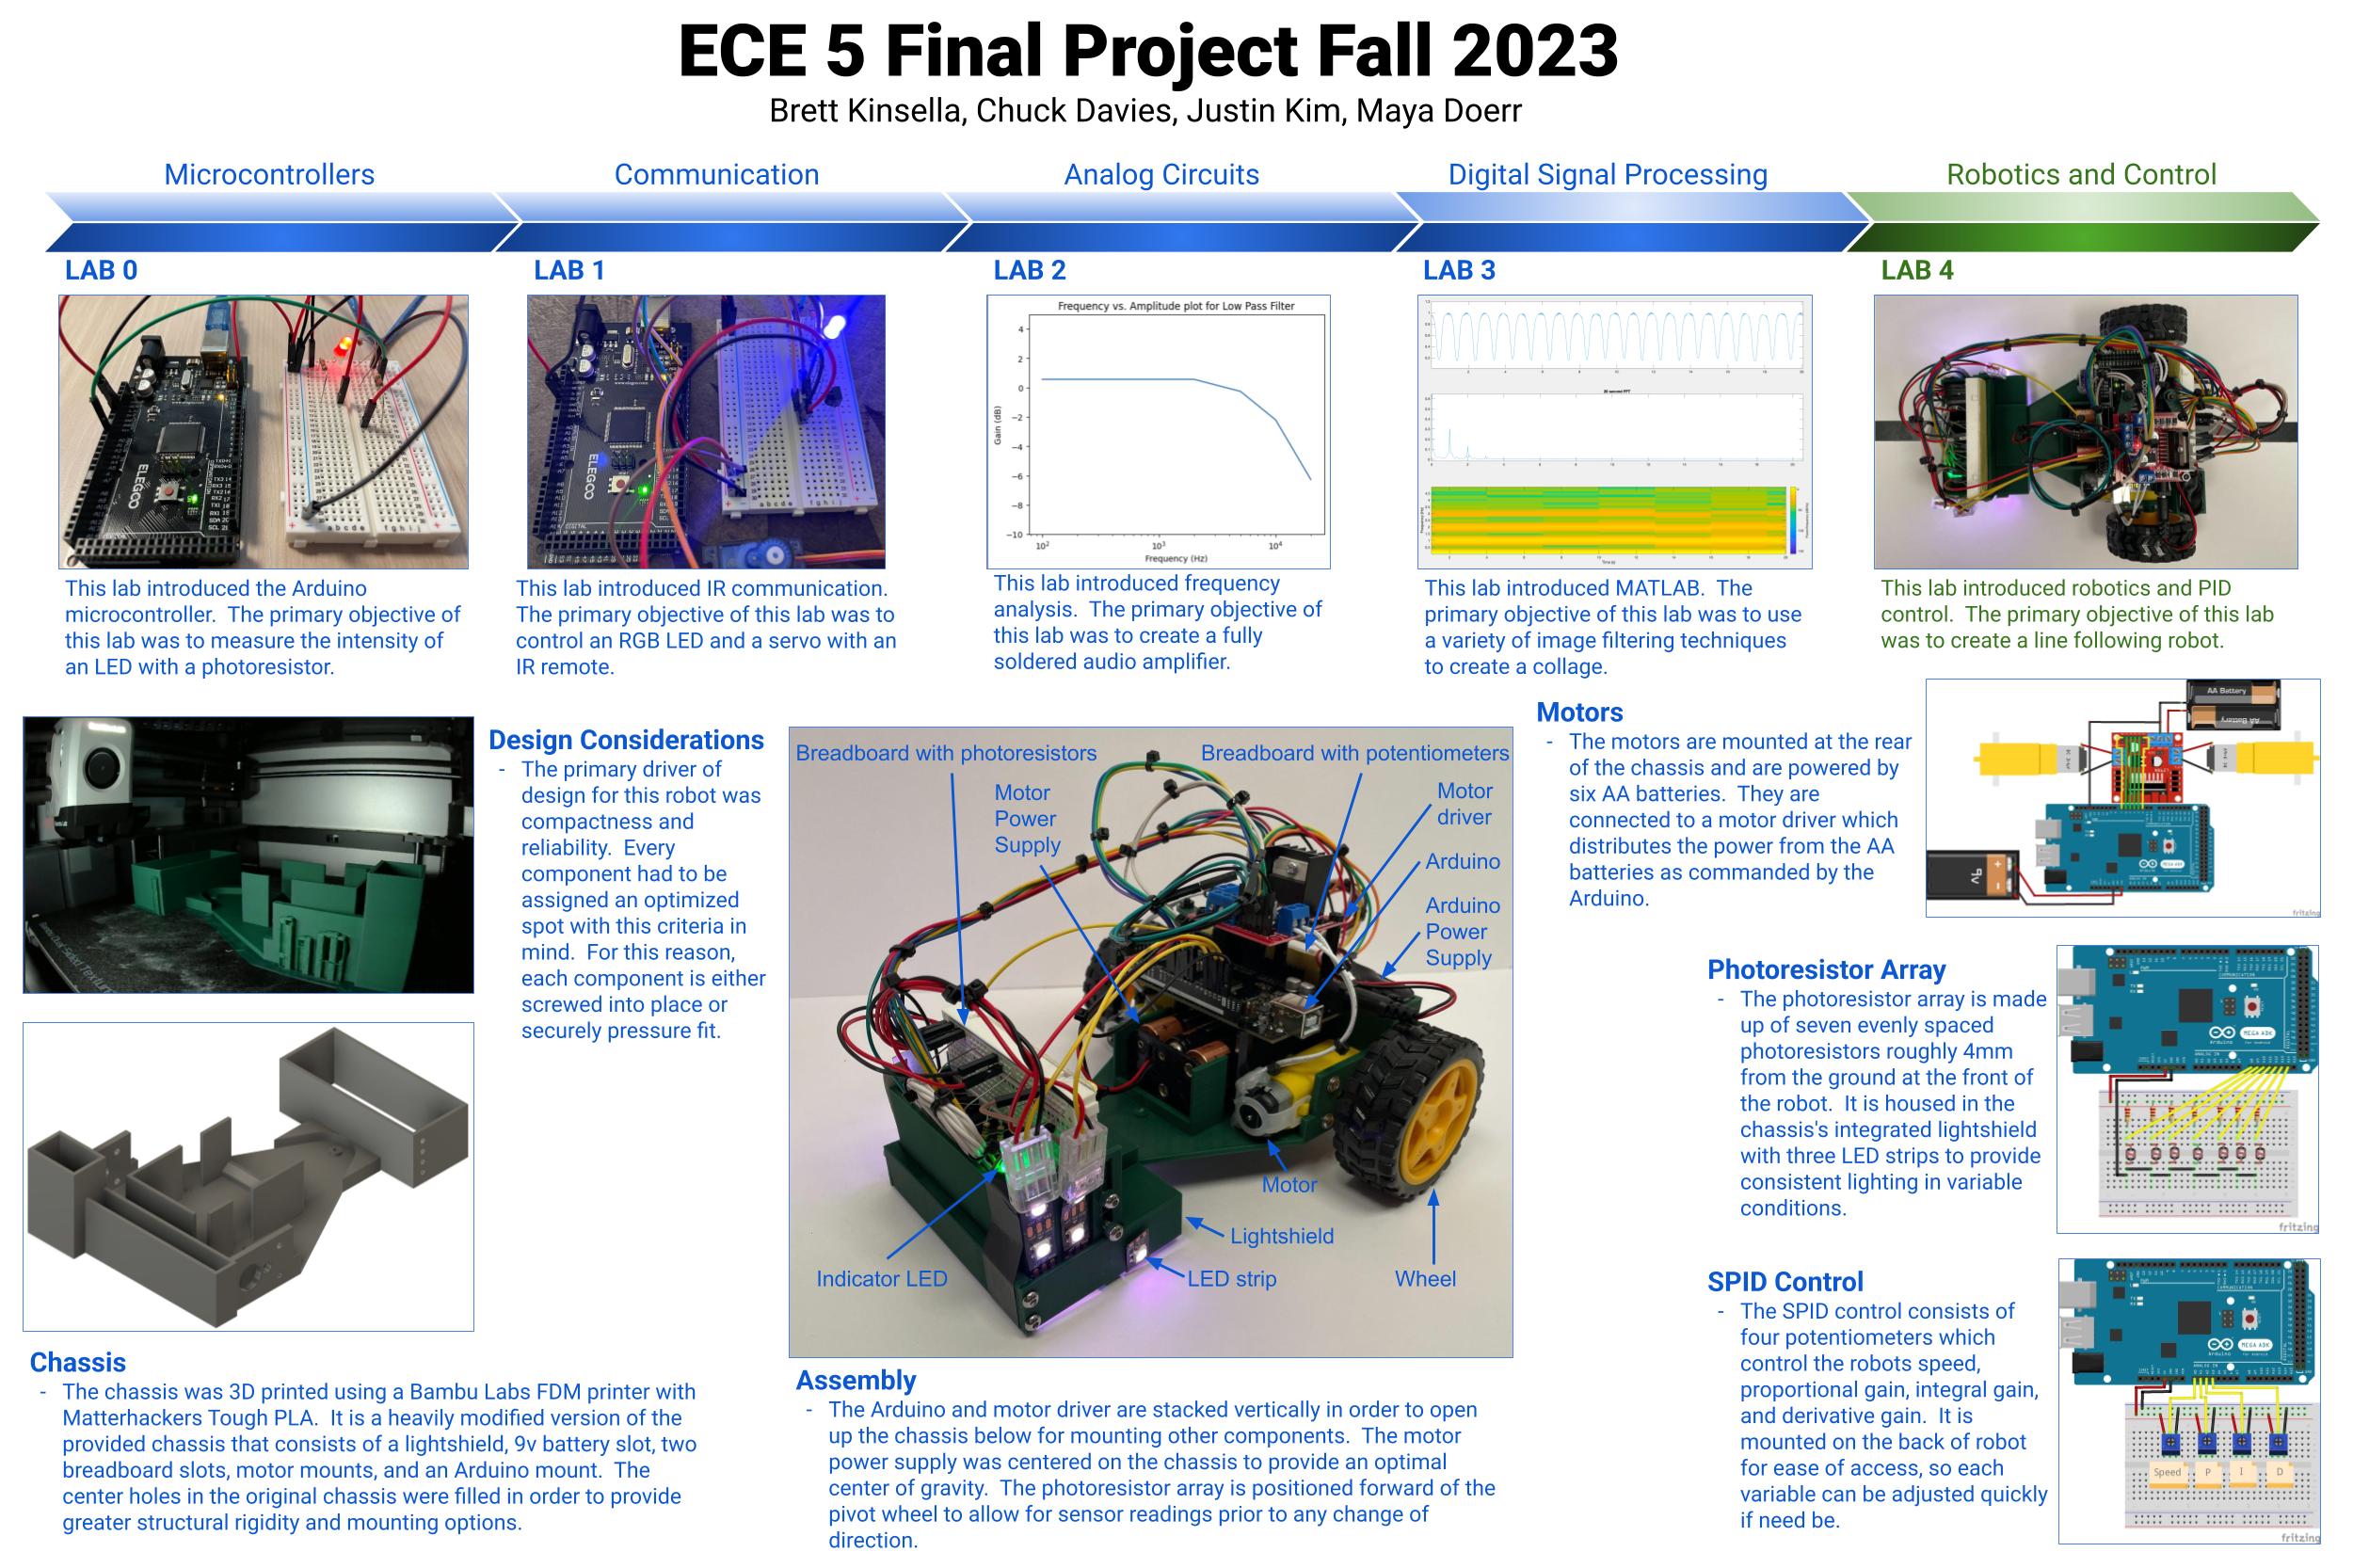 ECE 5 Final Project Fall 2023
Brett Kinsella, Chuck Davies, Justin Kim, Maya Doerr
Microcontrollers
Communication
Analog Circuits
Digital Signal Processing
Robotics and Control
LAB 0
LAB 1
LAB 2
LAB 3
LAB 4
ELEGOO
ELEGOO
Frequency vs. Amplitude plot for Low Pass Filter
Gain (dB)
4
2
0
−2
−4
−6
−8
−10
10²
10³
10⁴
Frequency (Hz)
This lab introduced the Arduino
microcontroller.  The primary objective of
this lab was to measure the intensity of
an LED with a photoresistor.
This lab introduced IR communication.
The primary objective of this lab was to
control an RGB LED and a servo with an
IR remote.
This lab introduced frequency
analysis.  The primary objective of
this lab was to create a fully
soldered audio amplifier.
This lab introduced MATLAB.  The
primary objective of this lab was to use
a variety of image filtering techniques
to create a collage.
This lab introduced robotics and PID
control.  The primary objective of this lab
was to create a line following robot.
Design Considerations
- The primary driver of
design for this robot was
compactness and
reliability.  Every
component had to be
assigned an optimized
spot with this criteria in
mind.  For this reason,
each component is either
screwed into place or
securely pressure fit.
Chassis
- The chassis was 3D printed using a Bambu Labs FDM printer with
Matterhackers Tough PLA.  It is a heavily modified version of the
provided chassis that consists of a lightshield, 9v battery slot, two
breadboard slots, motor mounts, and an Arduino mount.  The
center holes in the original chassis were filled in order to provide
greater structural rigidity and mounting options.
Breadboard with photoresistors
Breadboard with potentiometers
Motor
Power
Supply
Motor
driver
Arduino
Arduino
Power
Supply
Motor
Lightshield
Indicator LED
LED strip
Wheel
Assembly
- The Arduino and motor driver are stacked vertically in order to open
up the chassis below for mounting other components.  The motor
power supply was centered on the chassis to provide an optimal
center of gravity.  The photoresistor array is positioned forward of the
pivot wheel to allow for sensor readings prior to any change of
direction.
Motors
- The motors are mounted at the rear
of the chassis and are powered by
six AA batteries.  They are
connected to a motor driver which
distributes the power from the AA
batteries as commanded by the
Arduino.
AA Battery
AA Battery
9V
fritzing
Photoresistor Array
- The photoresistor array is made
up of seven evenly spaced
photoresistors roughly 4mm
from the ground at the front of
the robot.  It is housed in the
chassis's integrated lightshield
with three LED strips to provide
consistent lighting in variable
conditions.
MEGA ADK
Arduino
fritzing
SPID Control
- The SPID control consists of
four potentiometers which
control the robots speed,
proportional gain, integral gain,
and derivative gain.  It is
mounted on the back of robot
for ease of access, so each
variable can be adjusted quickly
if need be.
MEGA ADK
Arduino
Speed
P
I
D
fritzing